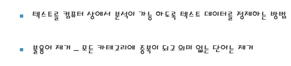 텍스트를 컴퓨터 상에서 분석이 가능 하도록 텍스트 데이터를 정제하는 방법
불용어 제거 – 모든 카테고리에 중복이 되고 의미 없는 단어는 제거